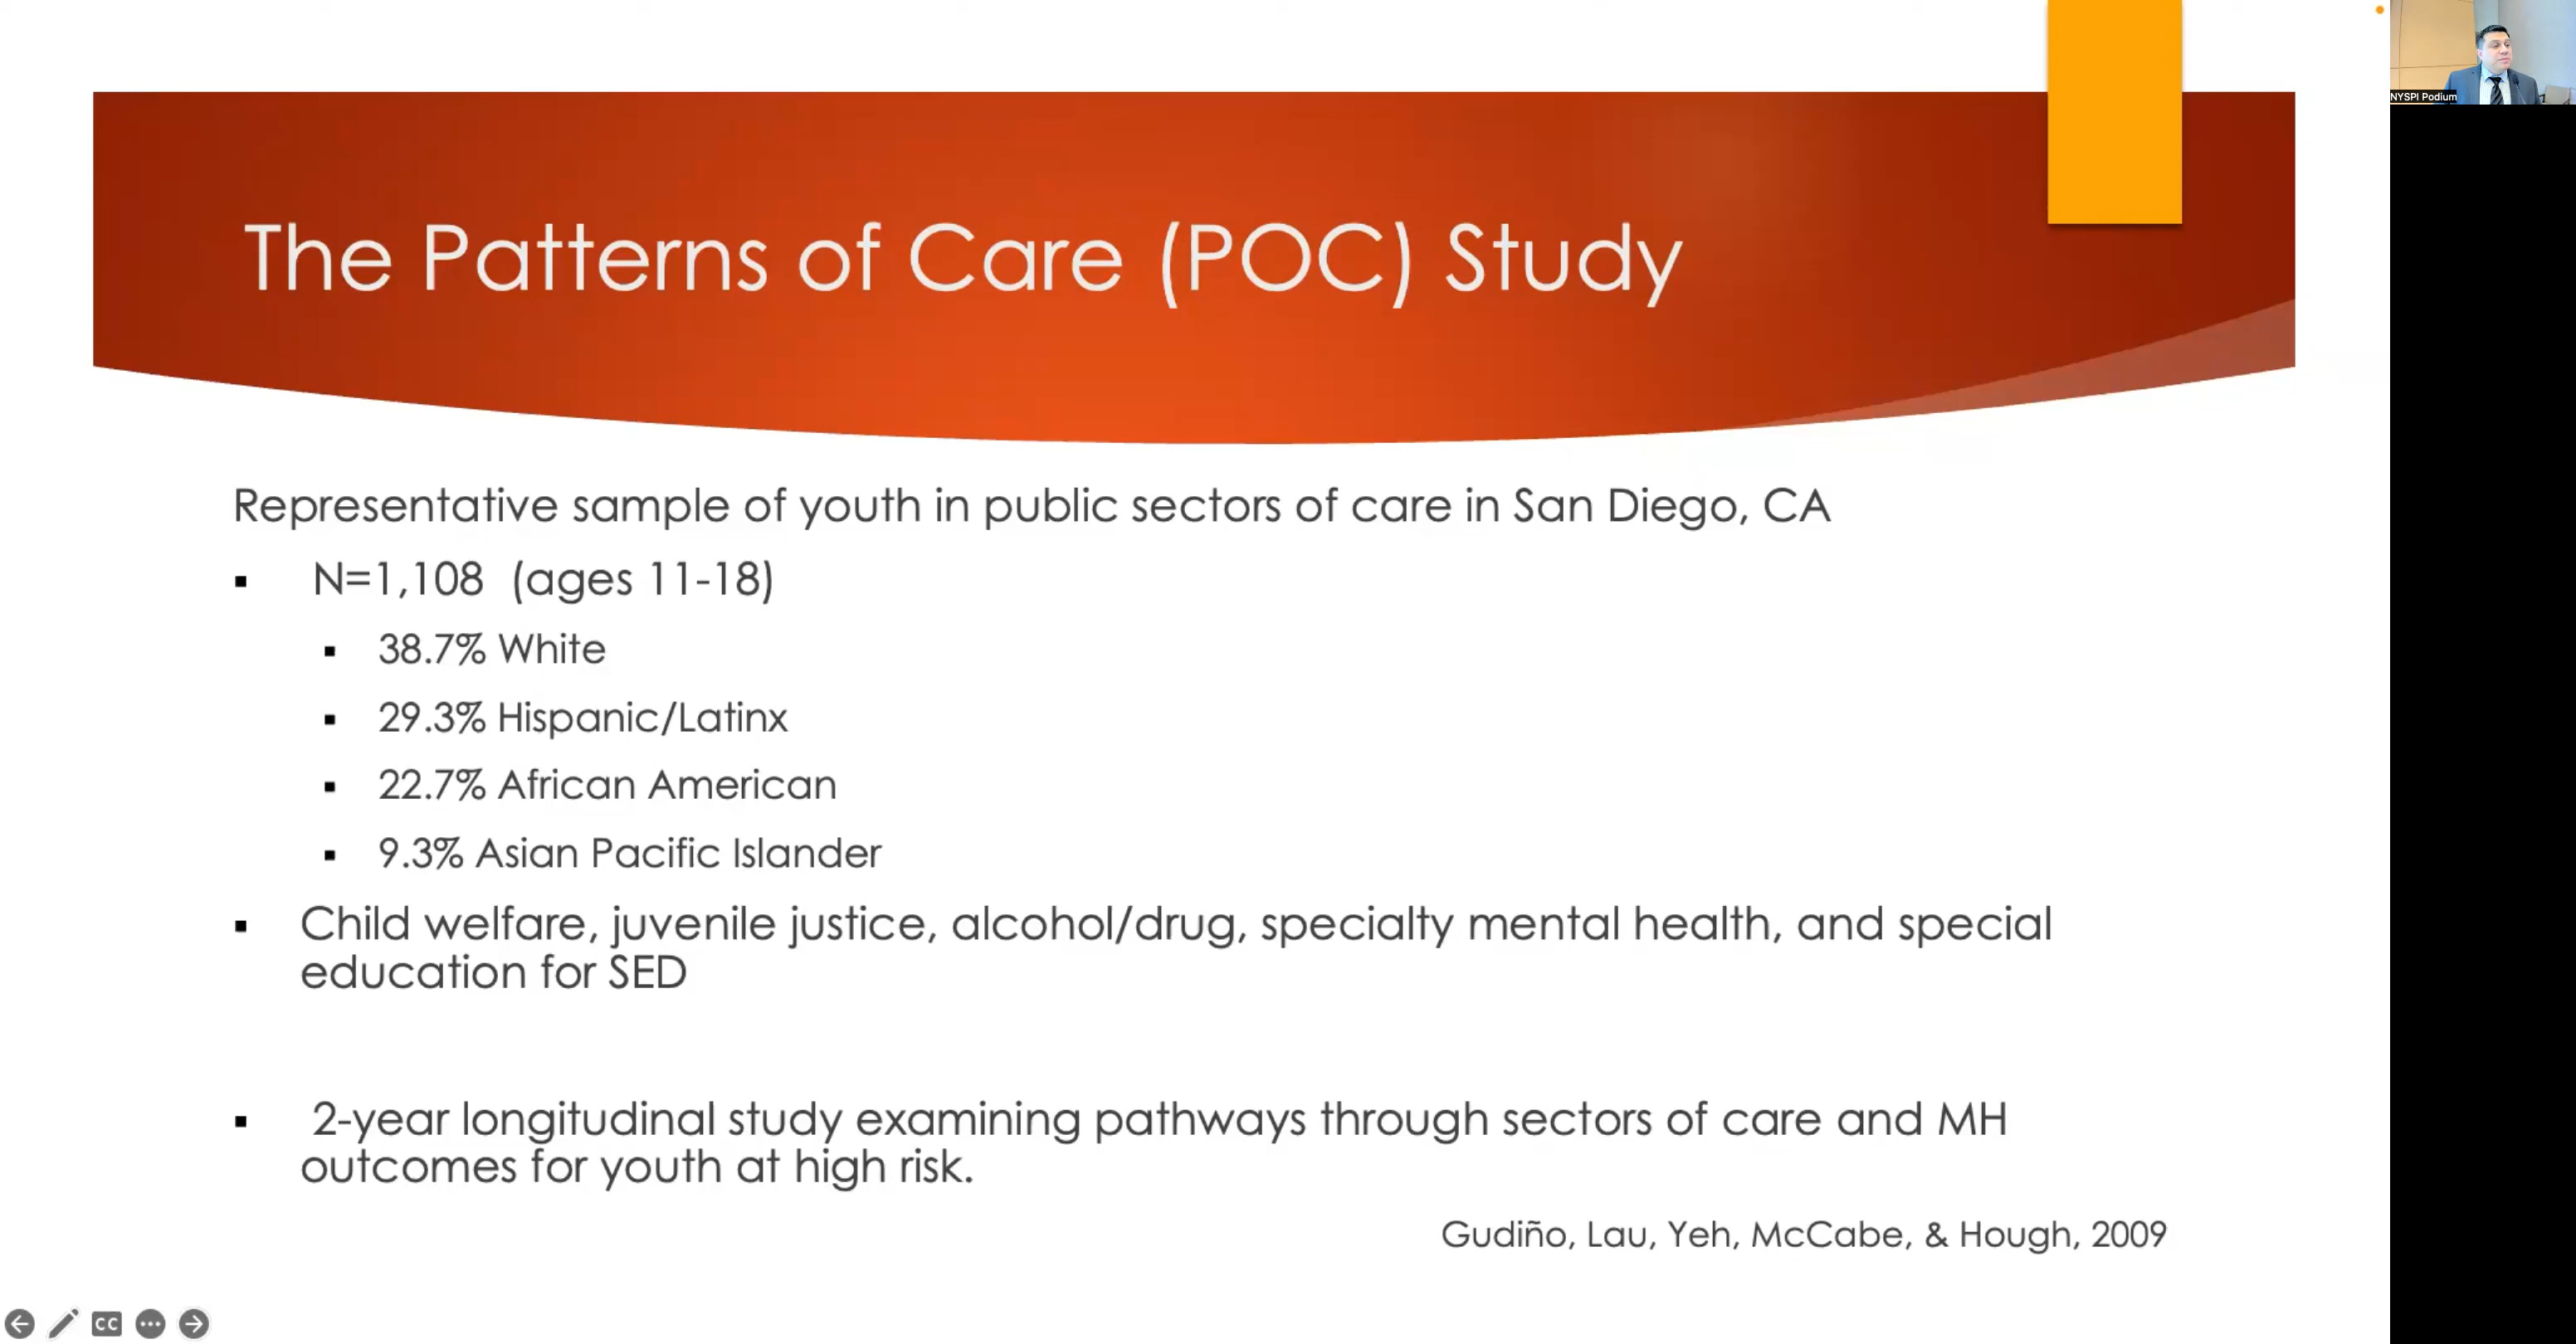 NYSPI Podium
The Patterns of Care (POC) Study
Representative sample of youth in public sectors of care in San Diego, CA
N=1,108 (ages 11-18)
38.7% White
29.3% Hispanic/Latinx
22.7% African American
9.3% Asian Pacific Islander
Child welfare, juvenile justice, alcohol/drug, specialty mental health, and special
education for SED
2-year longitudinal study examining pathways through sectors of care and MH
outcomes for youth at high risk.
Gudiño, Lau, Yeh, McCabe, & Hough, 2009
CC